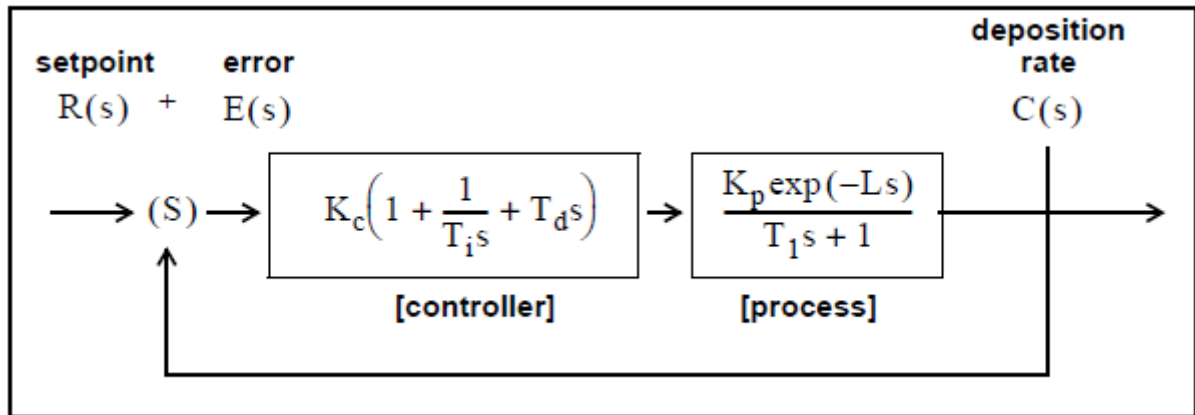 deposition
rate
setpoint error
R(s) + E(s) C(s)
(S) K_c(1 + 1/(T_i s) + T_d s) K_p exp(-Ls)/(T_1 s + 1)
[controller] [process]